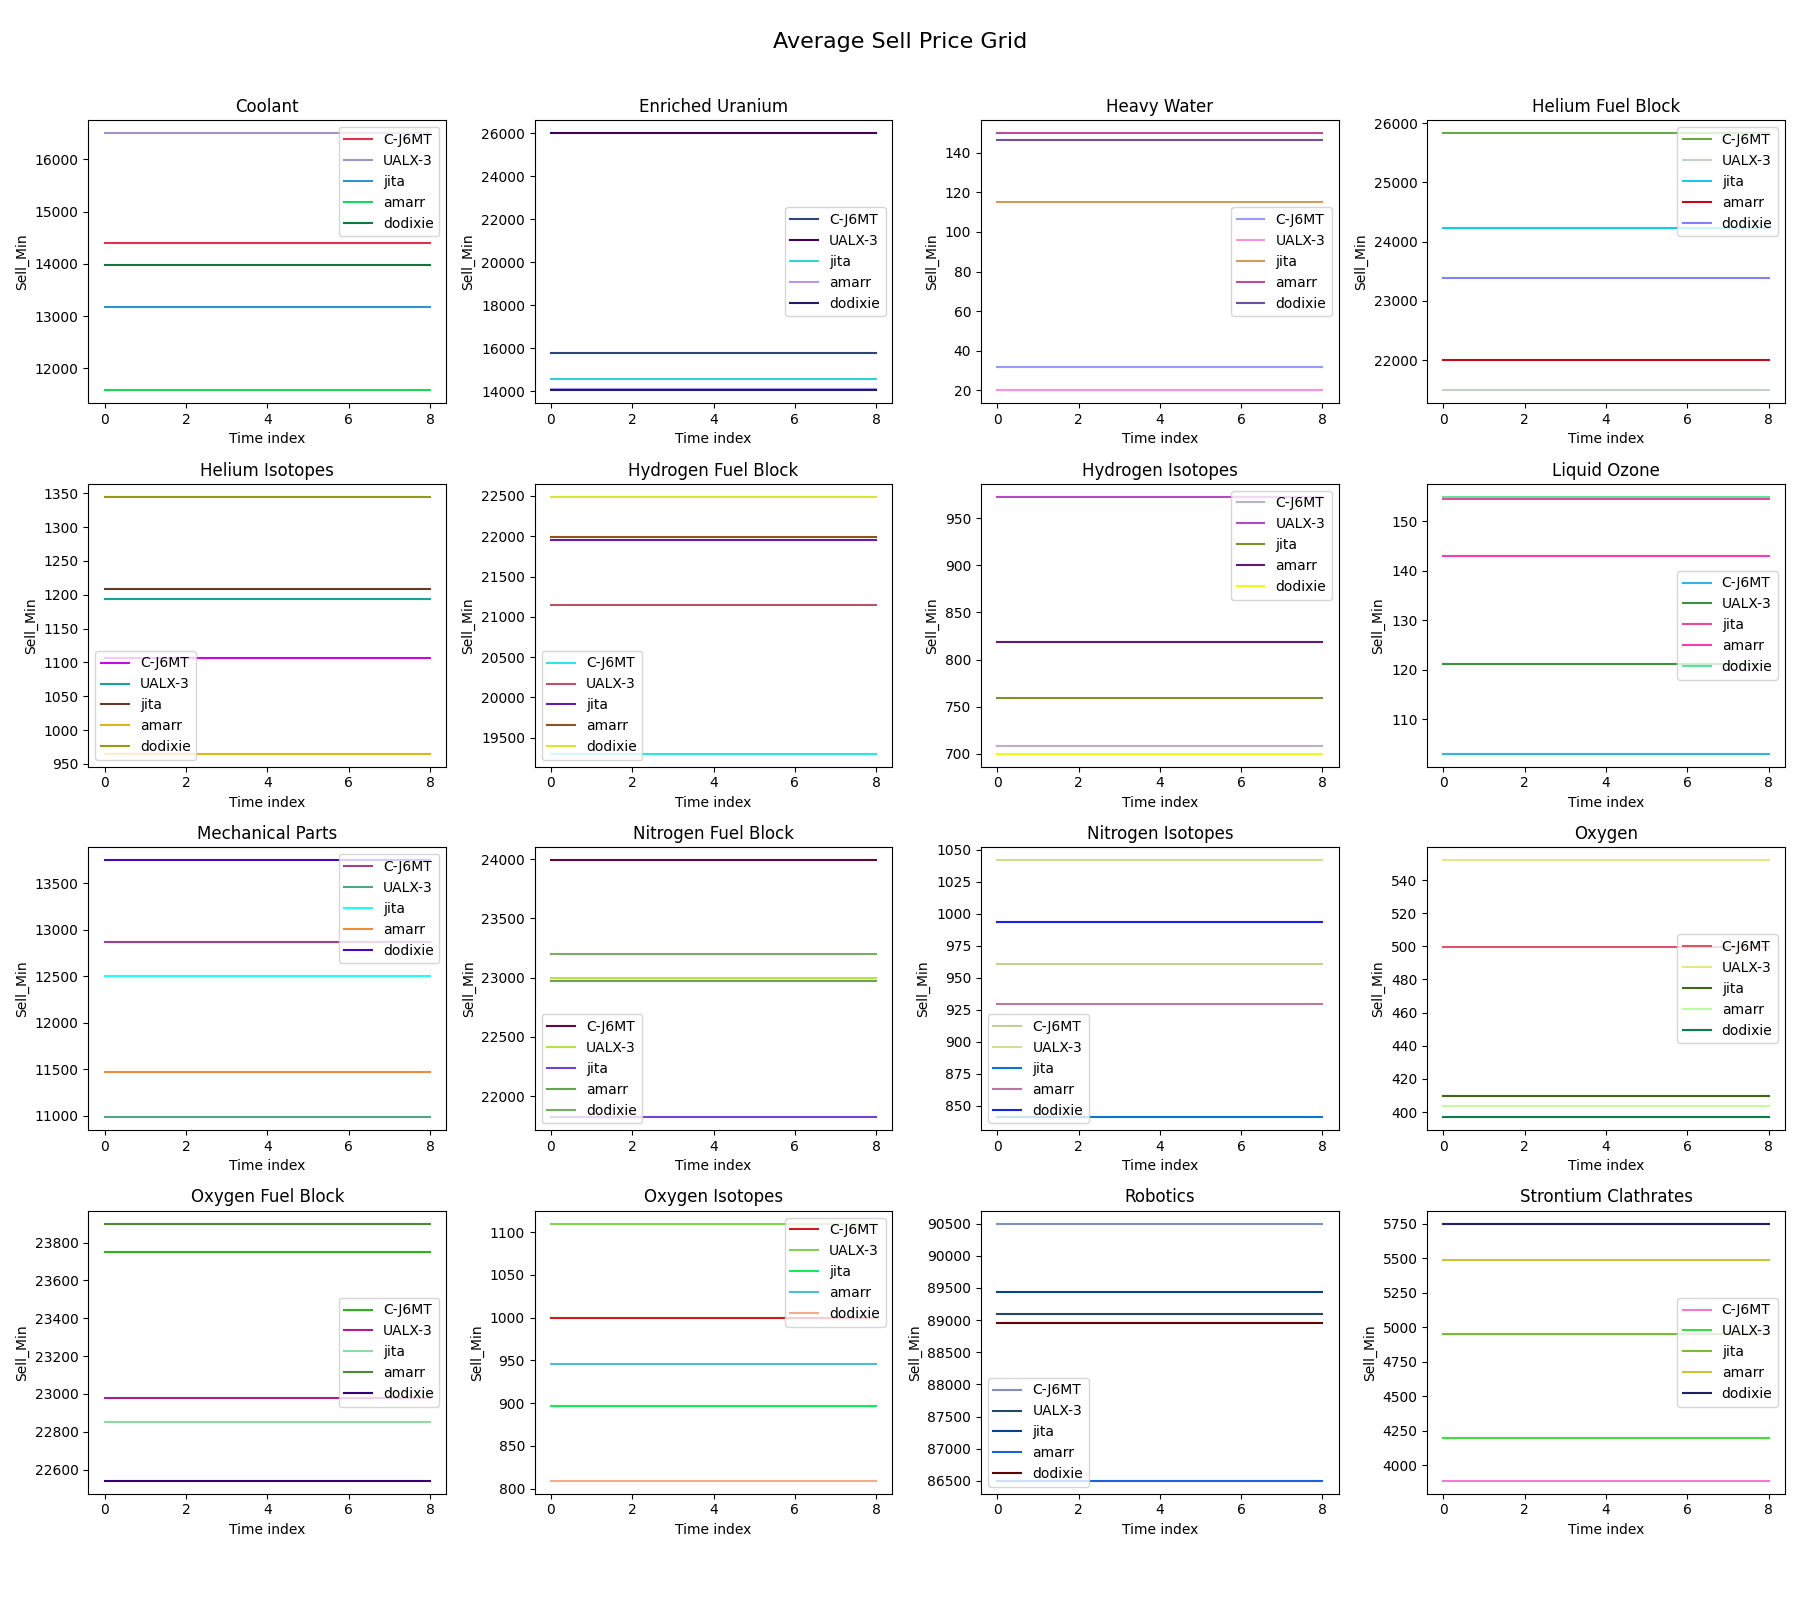 Average Sell Price Grid
Coolant
Sell_Min
16000
15000
14000
13000
12000
C-J6MT
UALX-3
jita
amarr
dodixie
0 2 4 6 8
Time index
Enriched Uranium
Sell_Min
26000
24000
22000
20000
18000
16000
14000
C-J6MT
UALX-3
jita
amarr
dodixie
0 2 4 6 8
Time index
Heavy Water
Sell_Min
140
120
100
80
60
40
20
C-J6MT
UALX-3
jita
amarr
dodixie
0 2 4 6 8
Time index
Helium Fuel Block
Sell_Min
26000
25000
24000
23000
22000
C-J6MT
UALX-3
jita
amarr
dodixie
0 2 4 6 8
Time index
Helium Isotopes
Sell_Min
1350
1300
1250
1200
1150
1100
1050
1000
950
C-J6MT
UALX-3
jita
amarr
dodixie
0 2 4 6 8
Time index
Hydrogen Fuel Block
Sell_Min
22500
22000
21500
21000
20500
20000
19500
C-J6MT
UALX-3
jita
amarr
dodixie
0 2 4 6 8
Time index
Hydrogen Isotopes
Sell_Min
950
900
850
800
750
700
C-J6MT
UALX-3
jita
amarr
dodixie
0 2 4 6 8
Time index
Liquid Ozone
Sell_Min
150
140
130
120
110
C-J6MT
UALX-3
jita
amarr
dodixie
0 2 4 6 8
Time index
Mechanical Parts
Sell_Min
13500
13000
12500
12000
11500
11000
C-J6MT
UALX-3
jita
amarr
dodixie
0 2 4 6 8
Time index
Nitrogen Fuel Block
Sell_Min
24000
23500
23000
22500
22000
C-J6MT
UALX-3
jita
amarr
dodixie
0 2 4 6 8
Time index
Nitrogen Isotopes
Sell_Min
1050
1025
1000
975
950
925
900
875
850
C-J6MT
UALX-3
jita
amarr
dodixie
0 2 4 6 8
Time index
Oxygen
Sell_Min
540
520
500
480
460
440
420
400
C-J6MT
UALX-3
jita
amarr
dodixie
0 2 4 6 8
Time index
Oxygen Fuel Block
Sell_Min
23800
23600
23400
23200
23000
22800
22600
C-J6MT
UALX-3
jita
amarr
dodixie
0 2 4 6 8
Time index
Oxygen Isotopes
Sell_Min
1100
1050
1000
950
900
850
800
C-J6MT
UALX-3
jita
amarr
dodixie
0 2 4 6 8
Time index
Robotics
Sell_Min
90500
90000
89500
89000
88500
88000
87500
87000
86500
C-J6MT
UALX-3
jita
amarr
dodixie
0 2 4 6 8
Time index
Strontium Clathrates
Sell_Min
5750
5500
5250
5000
4750
4500
4250
4000
C-J6MT
UALX-3
jita
amarr
dodixie
0 2 4 6 8
Time index